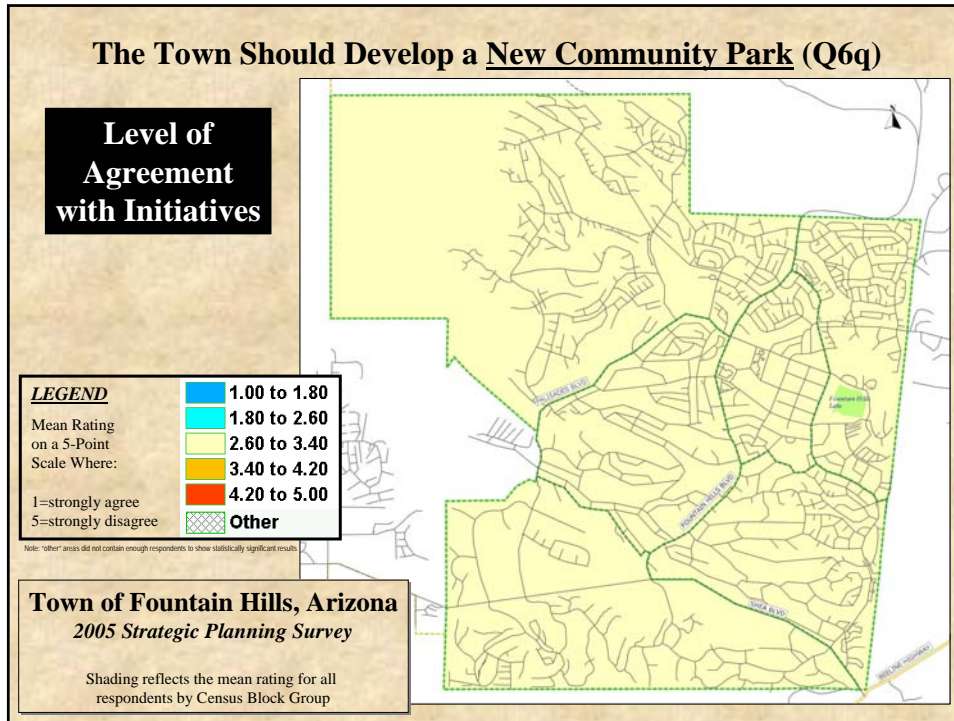 The Town Should Develop a New Community Park (Q6q)
Level of
Agreement
with Initiatives
PALISADES BLVD
Fountain Hills
Lake
FOUNTAIN HILLS BLVD
SHEA BLVD
BEELINE HIGHWAY
LEGEND
Mean Rating
on a 5-Point
Scale Where:
1=strongly agree
5=strongly disagree
1.00 to 1.80
1.80 to 2.60
2.60 to 3.40
3.40 to 4.20
4.20 to 5.00
Other
Note: "other" areas did not contain enough respondents to show statistically significant results
Town of Fountain Hills, Arizona
2005 Strategic Planning Survey
Shading reflects the mean rating for all
respondents by Census Block Group